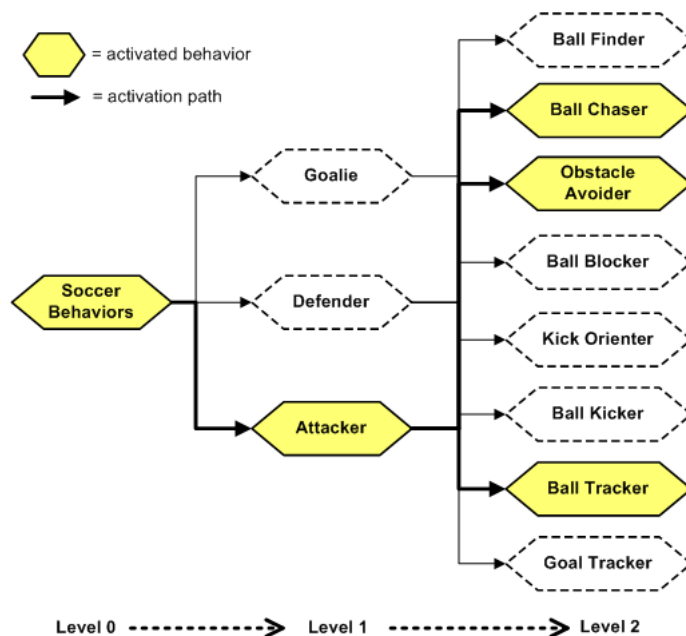 = activated behavior
= activation path
Ball Finder
Ball Chaser
Obstacle
Avoider
Goalie
Ball Blocker
Soccer
Behaviors
Defender
Kick Orienter
Ball Kicker
Attacker
Ball Tracker
Goal Tracker
Level 0
Level 1
Level 2